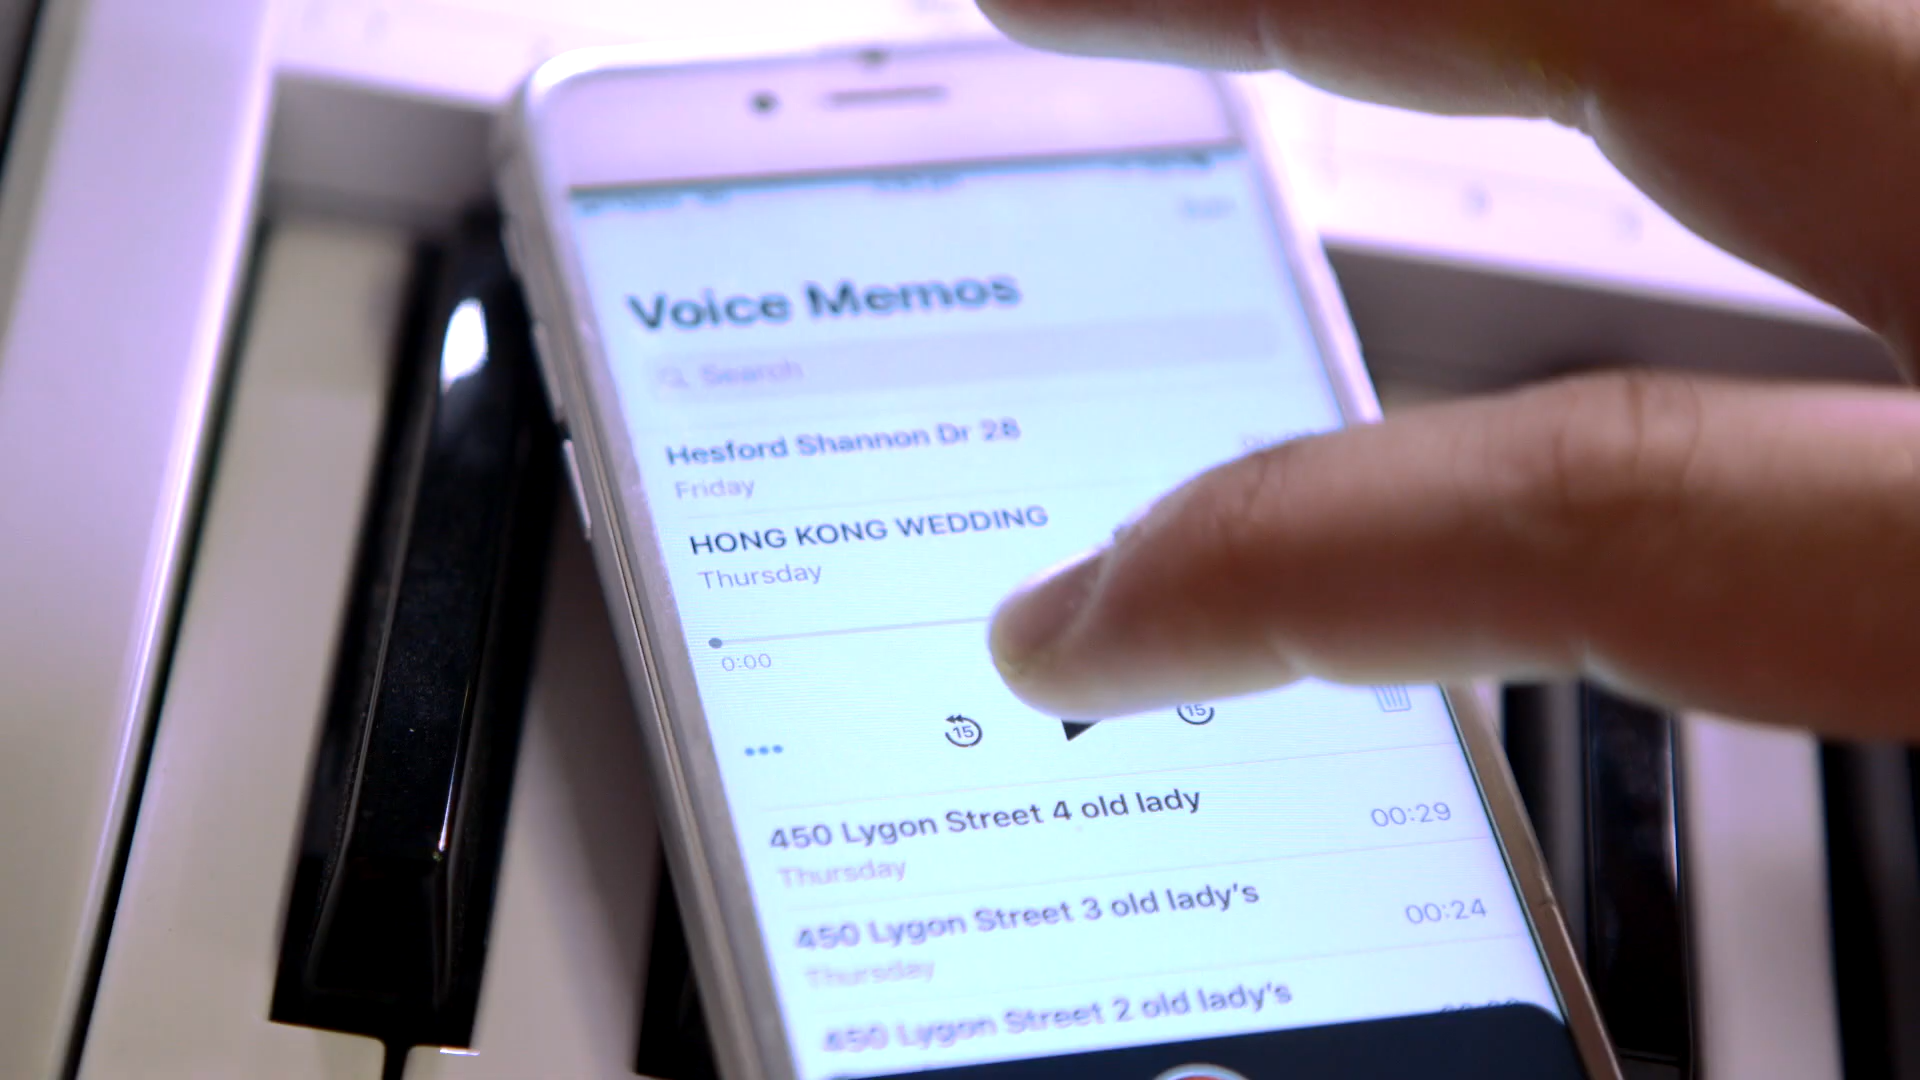 Voice Memos
Search
Hesford Shannon Dr 28
Friday
HONG KONG WEDDING
Thursday
0:00
15
15
450 Lygon Street 4 old lady
00:29
Thursday
450 Lygon Street 3 old lady's
00:24
Thursday
450 Lygon Street 2 old lady's